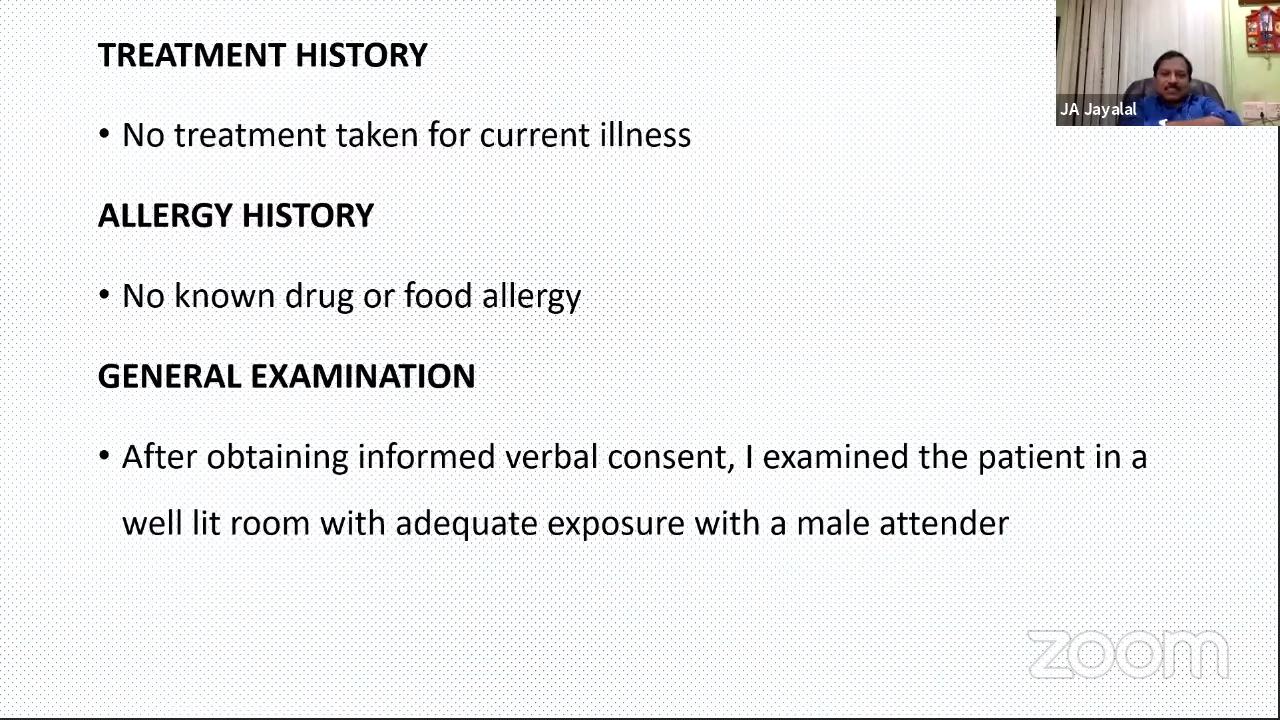 TREATMENT HISTORY
JA Jayalal
• No treatment taken for current illness
ALLERGY HISTORY
• No known drug or food allergy
GENERAL EXAMINATION
• After obtaining informed verbal consent, I examined the patient in a
well lit room with adequate exposure with a male attender
zoom